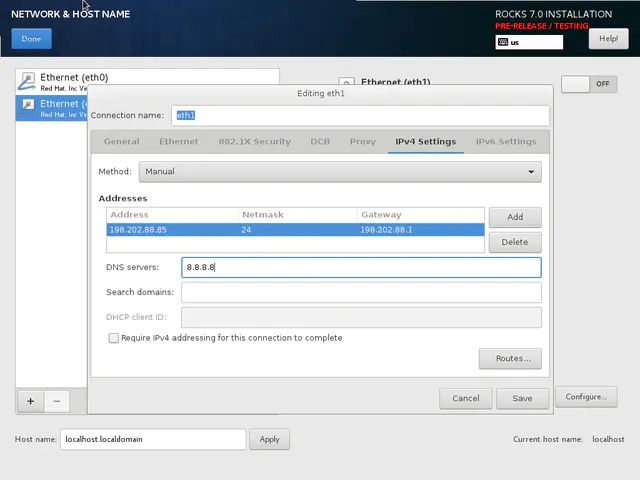 NETWORK & HOST NAME
ROCKS 7.0 INSTALLATION
PRE-RELEASE / TESTING
Done
us
Help!
Ethernet (eth0)
Red Hat, Inc Vi
Ethernet (e
Red Hat, Inc Vi
Ethernet (eth1)
OFF
Editing eth1
Connection name: eth1
General Ethernet 802.1X Security DCB Proxy IPv4 Settings IPv6 Settings
Method: Manual
Addresses
Address Netmask Gateway
198.202.88.85 24 198.202.88.1
Add
Delete
DNS servers: 8.8.8.8
Search domains:
DHCP client ID:
Require IPv4 addressing for this connection to complete
Routes...
+ −
Cancel Save Configure...
Host name: localhost.localdomain Apply Current host name: localhost